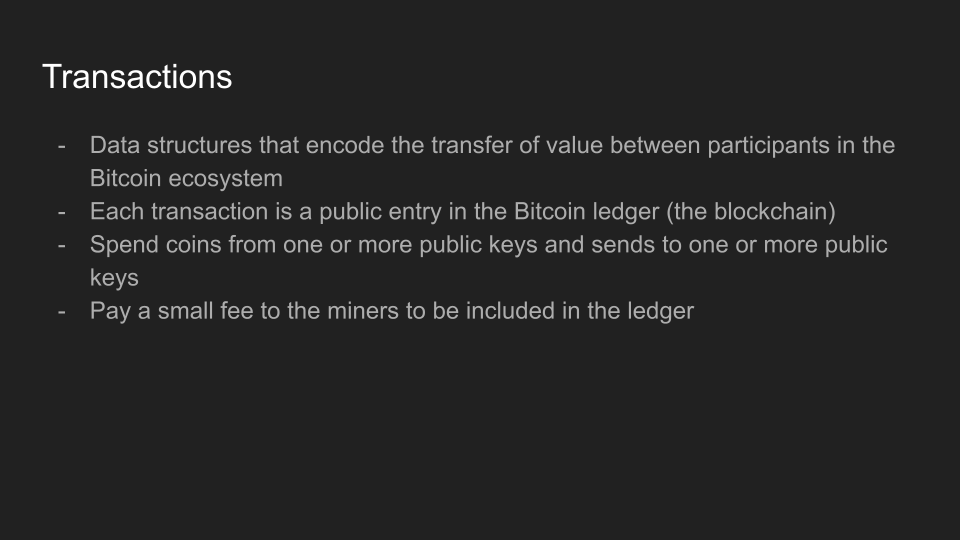 Transactions
- Data structures that encode the transfer of value between participants in the
Bitcoin ecosystem
- Each transaction is a public entry in the Bitcoin ledger (the blockchain)
- Spend coins from one or more public keys and sends to one or more public
keys
- Pay a small fee to the miners to be included in the ledger